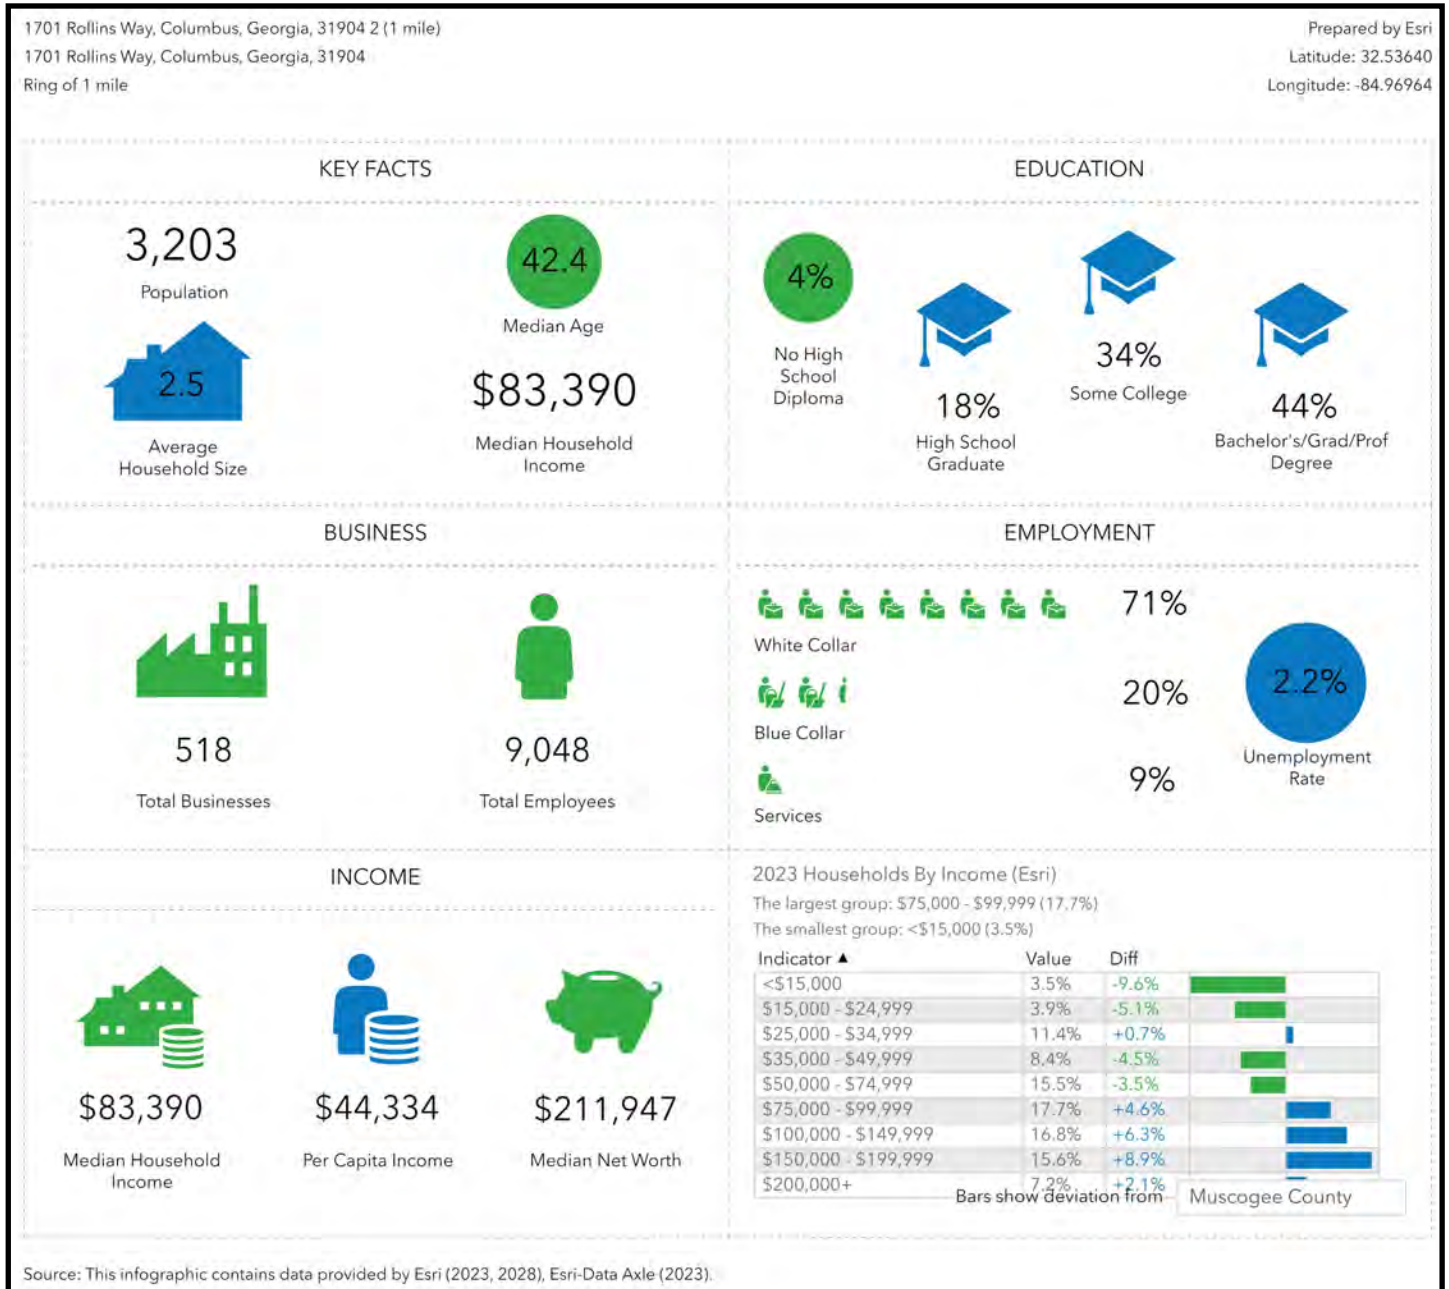 1701 Rollins Way, Columbus, Georgia, 31904 2 (1 mile)
1701 Rollins Way, Columbus, Georgia, 31904
Ring of 1 mile
Prepared by Esri
Latitude: 32.53640
Longitude: -84.96964
KEY FACTS
3,203
Population
42.4
Median Age
2.5
Average
Household Size
$83,390
Median Household
Income
EDUCATION
4%
No High
School
Diploma
18%
High School
Graduate
34%
Some College
44%
Bachelor's/Grad/Prof
Degree
BUSINESS
518
Total Businesses
9,048
Total Employees
EMPLOYMENT
71%
White Collar
20%
Blue Collar
9%
Services
2.2%
Unemployment
Rate
INCOME
$83,390
Median Household
Income
$44,334
Per Capita Income
$211,947
Median Net Worth
2023 Households By Income (Esri)
The largest group: $75,000 - $99,999 (17.7%)
The smallest group: <$15,000 (3.5%)
Indicator ▲ Value Diff
<$15,000 3.5% -9.6%
$15,000 - $24,999 3.9% -5.1%
$25,000 - $34,999 11.4% +0.7%
$35,000 - $49,999 8.4% -4.5%
$50,000 - $74,999 15.5% -3.5%
$75,000 - $99,999 17.7% +4.6%
$100,000 - $149,999 16.8% +6.3%
$150,000 - $199,999 15.6% +8.9%
$200,000+ 7.2% +2.1%
Bars show deviation from Muscogee County
Source: This infographic contains data provided by Esri (2023, 2028), Esri-Data Axle (2023).